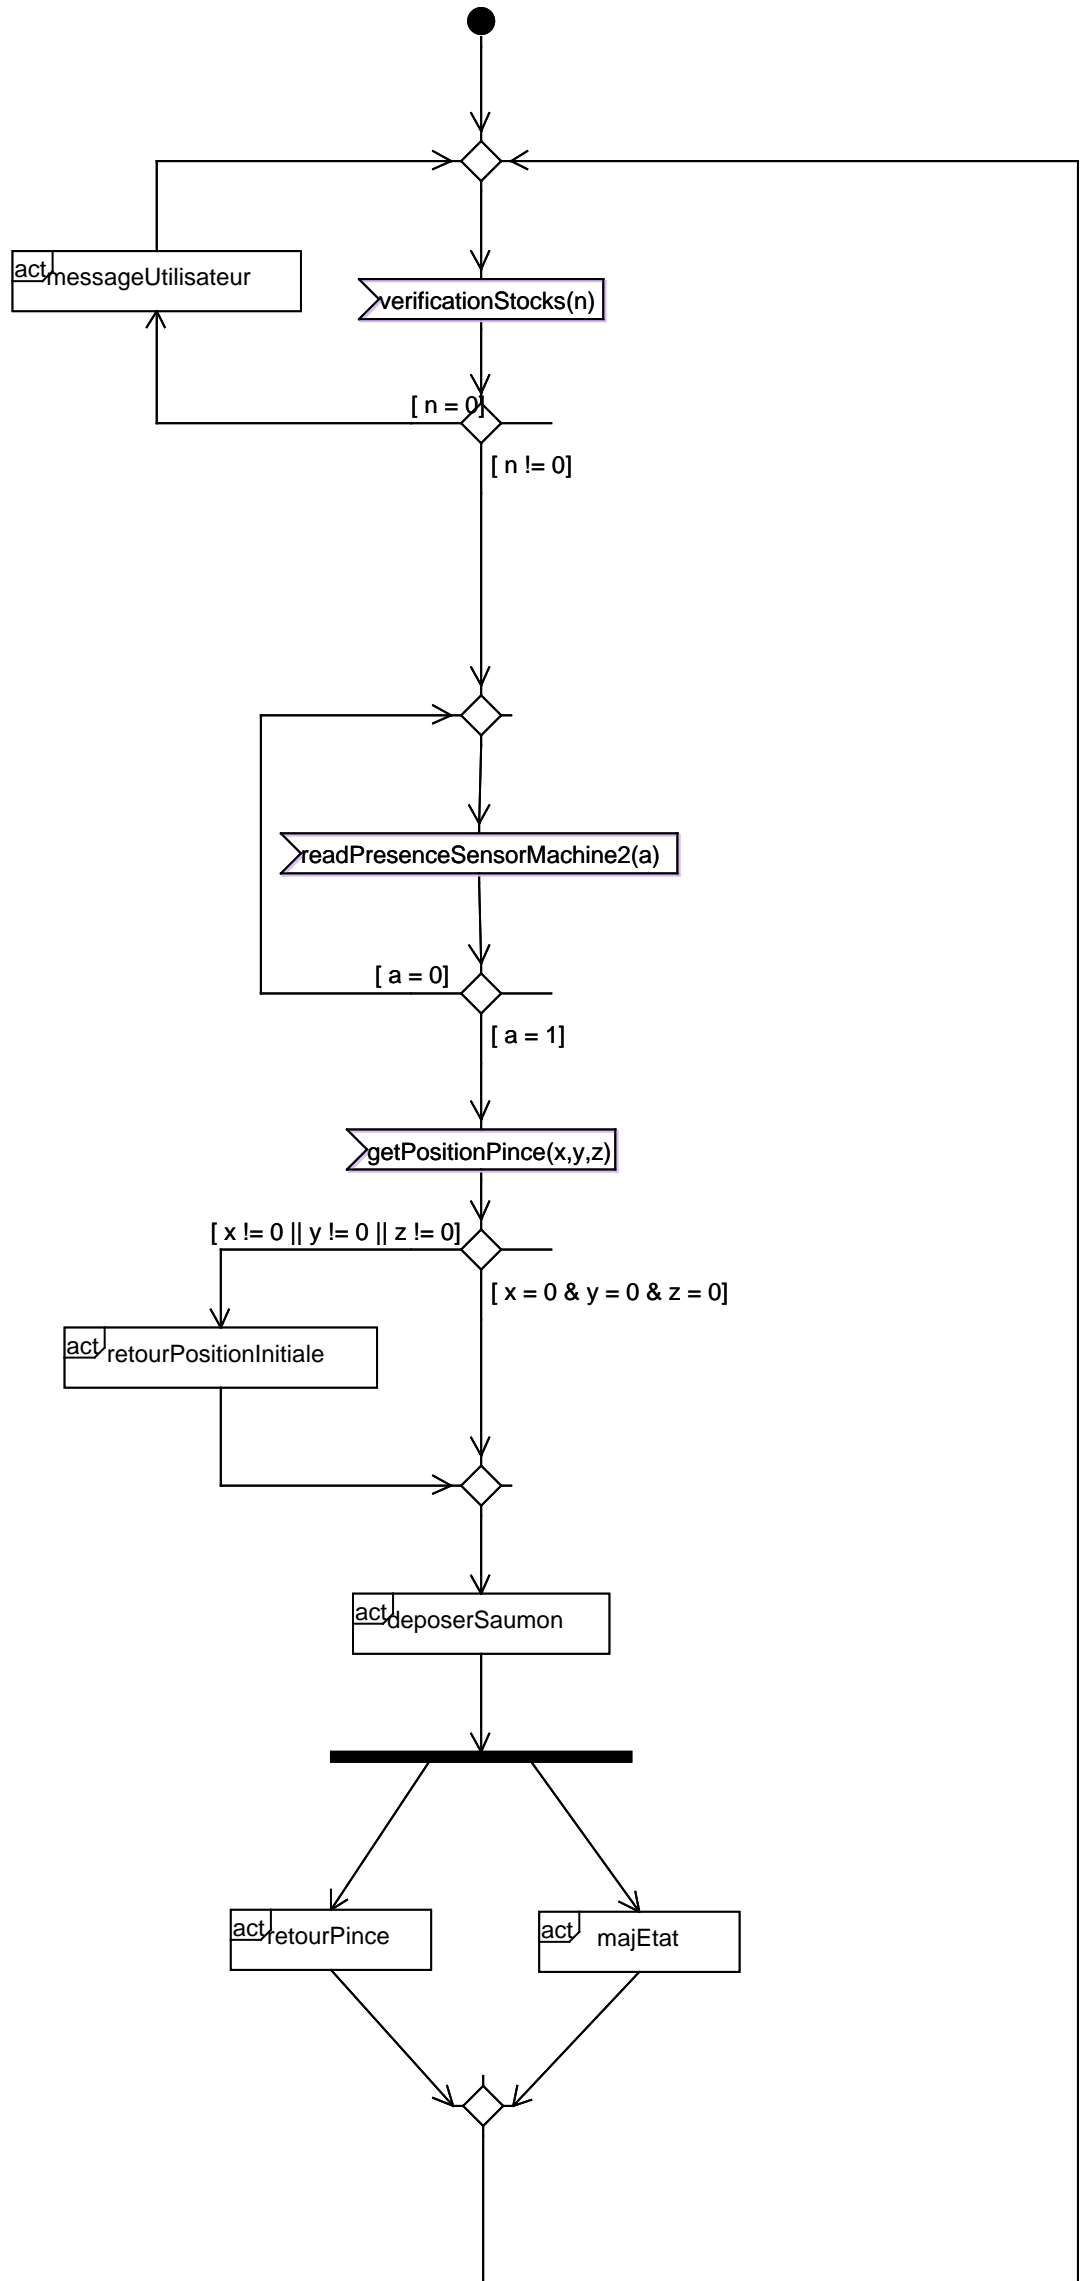 act
messageUtilisateur
verificationStocks(n)
[ n = 0]
[ n != 0]
readPresenceSensorMachine2(a)
[ a = 0]
[ a = 1]
getPositionPince(x,y,z)
[ x != 0 || y != 0 || z != 0]
[ x = 0 & y = 0 & z = 0]
act
retourPositionInitiale
act
deposerSaumon
act
retourPince
act
majEtat